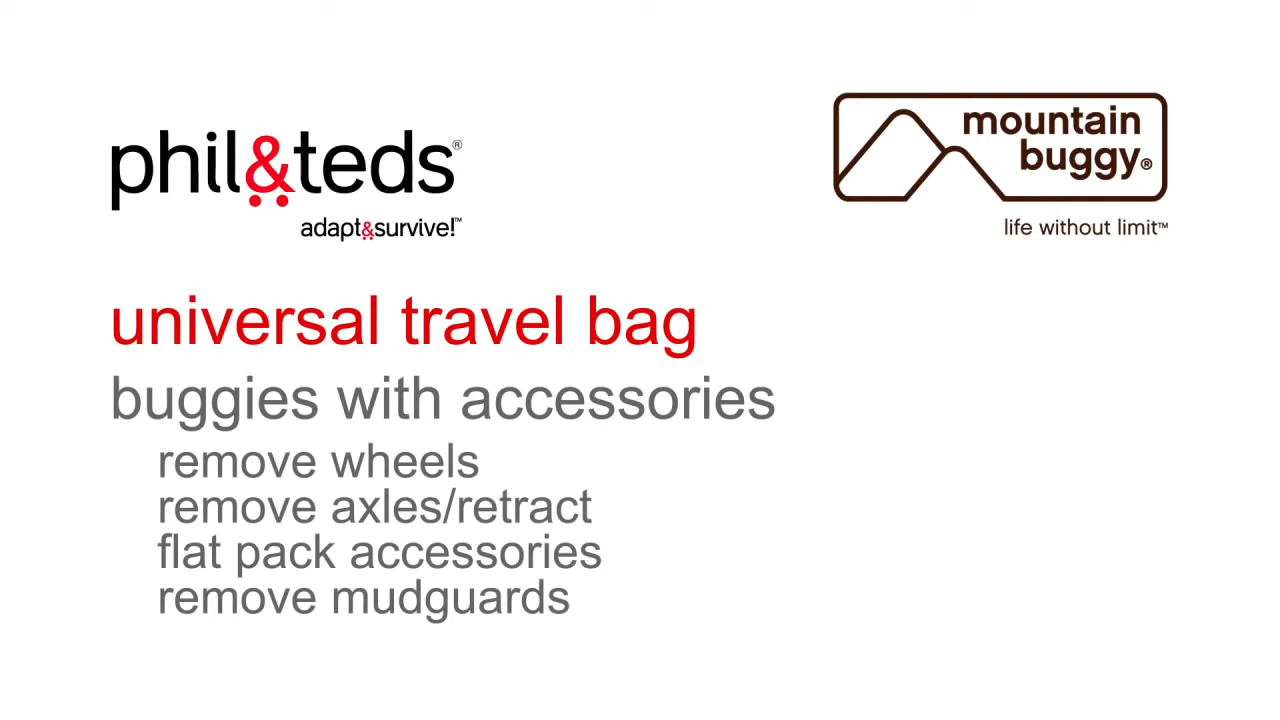 phil&teds®
adapt&survive!™
mountain
buggy®
life without limit™
universal travel bag
buggies with accessories
remove wheels
remove axles/retract
flat pack accessories
remove mudguards